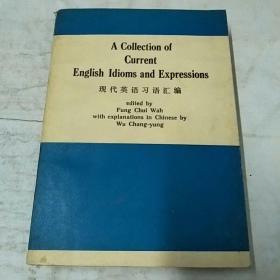 A Collection of
Current
English Idioms and Expressions
现代英语习语汇编
edited by
Fung Chui Wah
with explanations in Chinese by
Wu Chang-yung